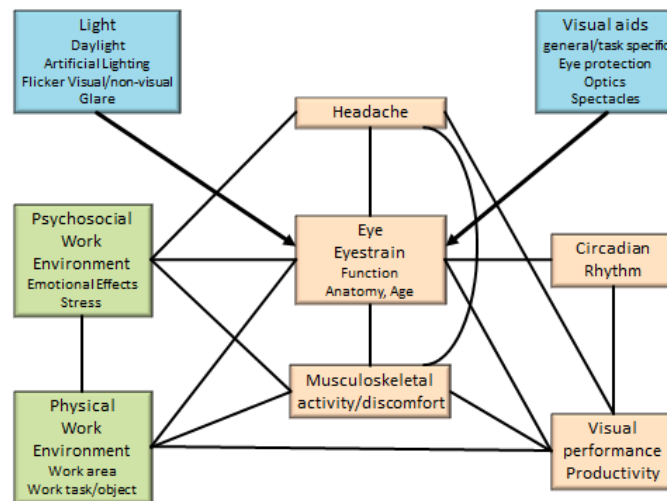 Light
Daylight
Artificial Lighting
Flicker Visual/non-visual
Glare
Visual aids
general/task specific
Eye protection
Optics
Spectacles
Headache
Psychosocial
Work
Environment
Emotional Effects
Stress
Eye
Eyestrain
Function
Anatomy, Age
Circadian
Rhythm
Musculoskeletal
activity/discomfort
Physical
Work
Environment
Work area
Work task/object
Visual
performance
Productivity